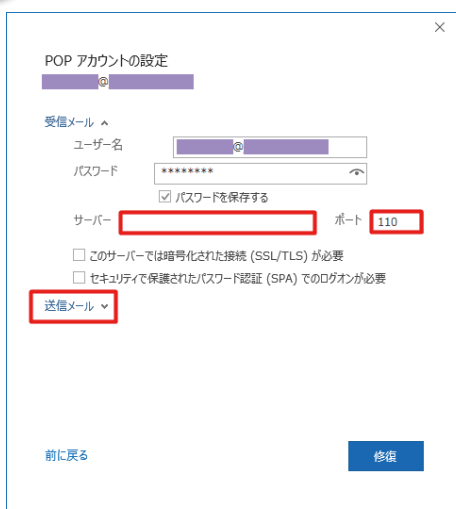 POP アカウントの設定
@
受信メール
ユーザー名 @
パスワード ********
パスワードを保存する
サーバー ポート 110
このサーバーでは暗号化された接続 (SSL/TLS) が必要
セキュリティで保護されたパスワード認証 (SPA) でのログオンが必要
送信メール
前に戻る 修復